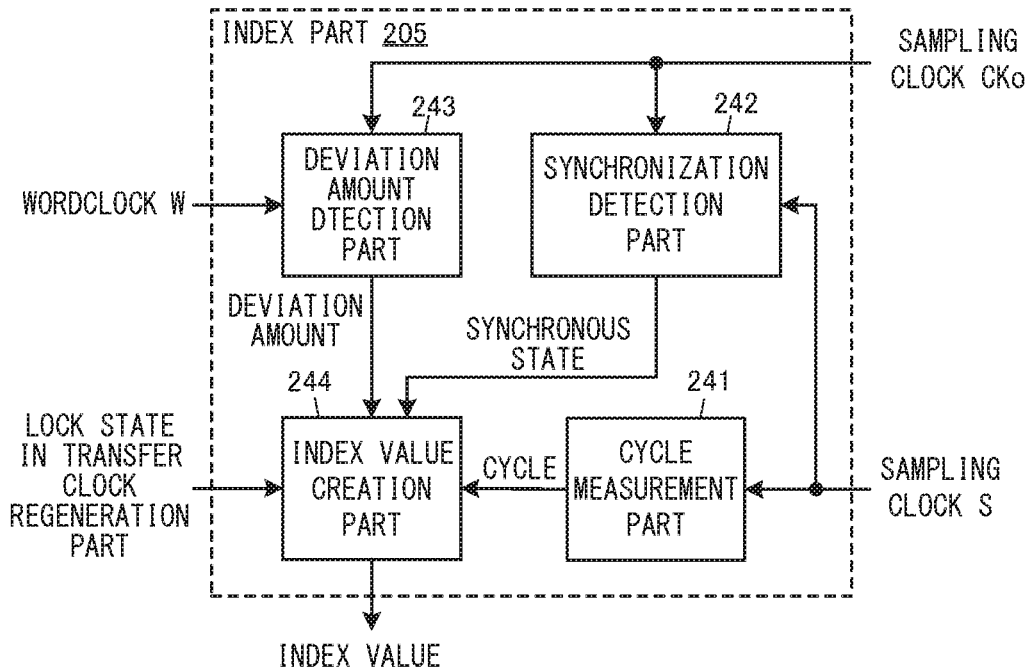 INDEX PART 205
SAMPLING
CLOCK CKo
243
242
DEVIATION
AMOUNT
DTECTION
PART
SYNCHRONIZATION
DETECTION
PART
WORDCLOCK W
DEVIATION
AMOUNT
SYNCHRONOUS
STATE
244
241
LOCK STATE
IN TRANSFER
CLOCK
REGENERATION
PART
INDEX VALUE
CREATION
PART
CYCLE
CYCLE
MEASUREMENT
PART
SAMPLING
CLOCK S
INDEX VALUE